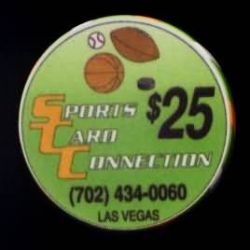 SPORTS $25
CARD
CONNECTION
(702) 434-0060
LAS VEGAS